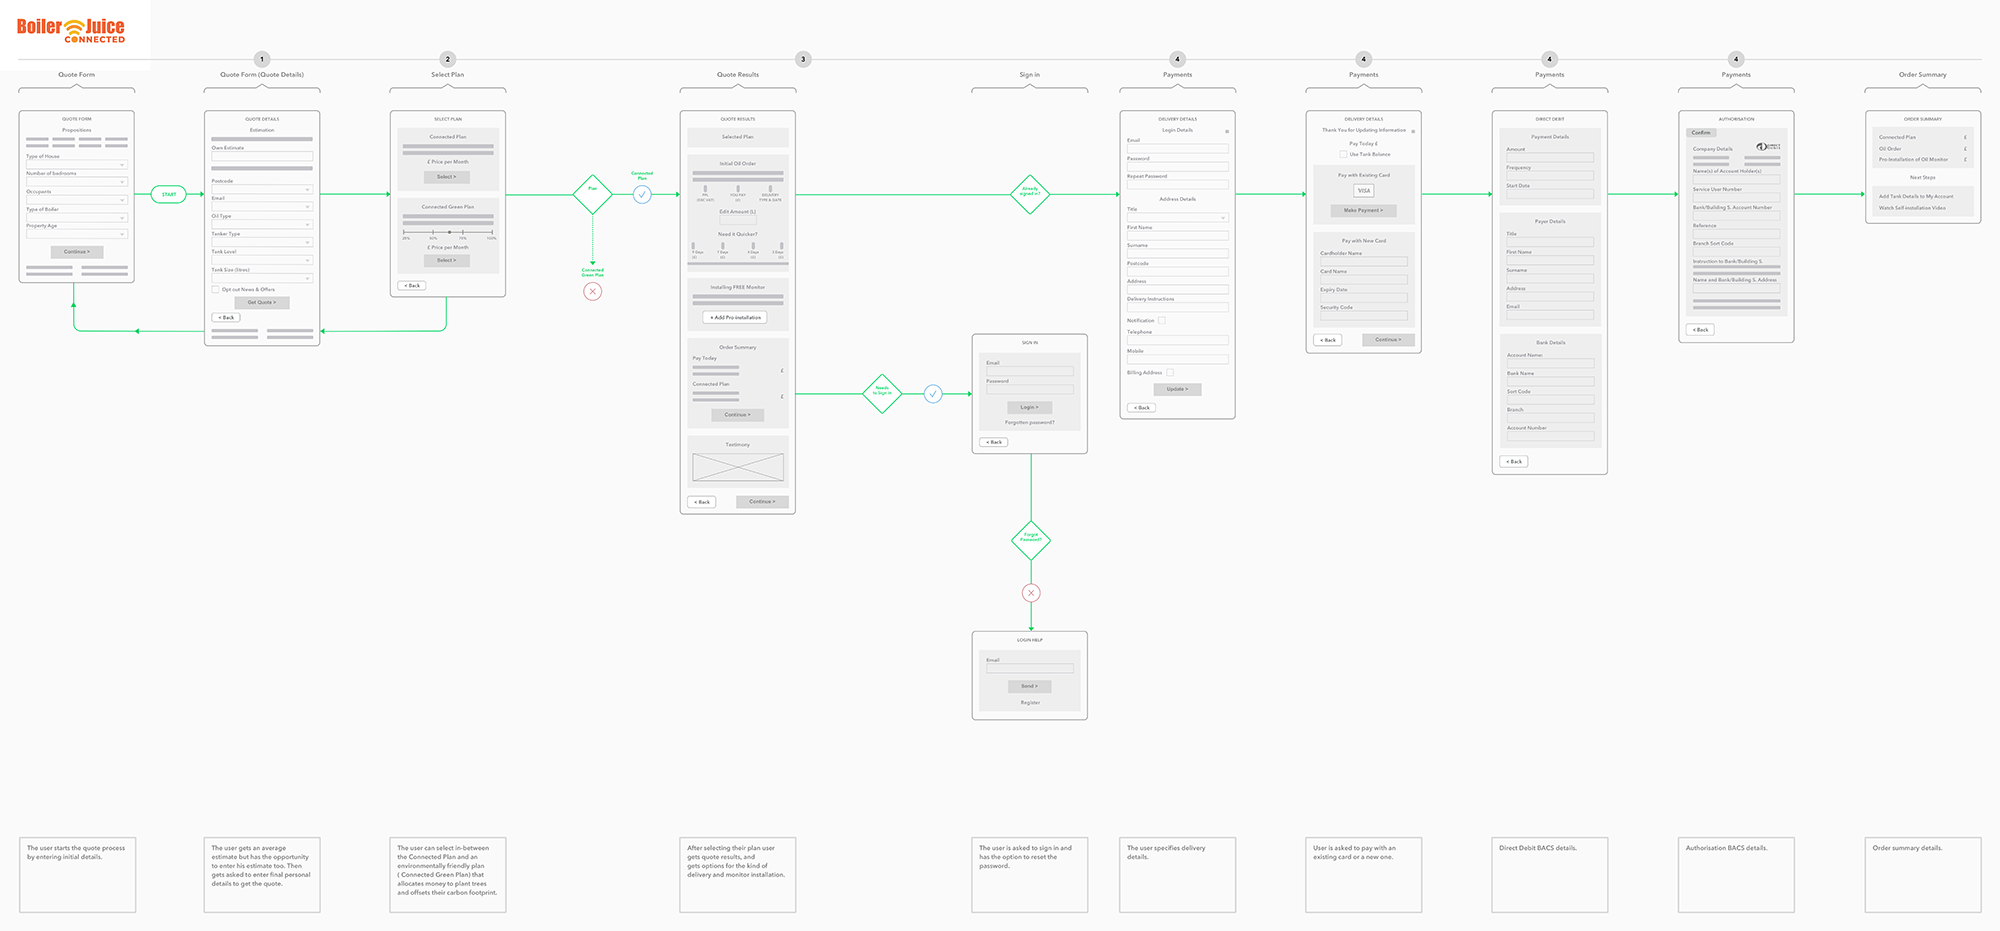 Boiler Juice
CONNECTED
1
2
3
4
4
4
4
Quote Form
Quote Form (Quote Details)
Select Plan
Quote Results
Sign in
Payments
Payments
Payments
Payments
Order Summary
QUOTE FORM
Propositions
Type of House
Number of bedrooms
Occupants
Type of Boiler
Property Age
Continue >
START
QUOTE DETAILS
Estimation
Own Estimate
Postcode
Email
Oil Type
Tanker Type
Tank Level
Tank Size (litres)
Opt out News & Offers
Get Quote >
< Back
SELECT PLAN
Connected Plan
£ Price per Month
Select >
Connected Green Plan
75%
100%
£ Price per Month
Select >
< Back
Plan
Connected
Plan
Connected
Green Plan
QUOTE RESULTS
Selected Plan
Initial Oil Order
PPL
(EXC VAT)
YOU PAY
(£)
DELIVERY
TYPE & DATE
Edit Amount (L)
Need it Quicker?
Installing FREE Monitor
+ Add Pro-installation
Order Summary
Pay Today
£
Connected Plan
£
Continue >
Testimony
< Back
Continue >
Needs
to Sign in
Already
signed in?
SIGN IN
Email
Password
Login >
Forgotten password?
< Back
Forgot
Password?
LOGIN HELP
Email
Send >
Register
DELIVERY DETAILS
Login Details
Email
Password
Repeat Password
Address Details
Title
First Name
Surname
Postcode
Address
Delivery Instructions
Notification
Telephone
Mobile
Billing Address
Update >
< Back
DELIVERY DETAILS
Thank You for Updating Information
Pay Today £
Use Tank Balance
Pay with Existing Card
VISA
Make Payment >
Pay with New Card
Cardholder Name
Card Name
Expiry Date
Security Code
< Back
Continue >
DIRECT DEBIT
Payment Details
Amount
Frequency
Start Date
Payer Details
Title
First Name
Surname
Address
Email
Bank Details
Account Name:
Bank Name
Sort Code
Branch
Account Number
< Back
AUTHORISATION
Confirm
Company Details
Name(s) of Account Holder(s)
Service User Number
Bank/Building S. Account Number
Reference
Branch Sort Code
Instruction to Bank/Building S.
Name and Bank/Building S. Address
< Back
ORDER SUMMARY
Connected Plan £
Oil Order £
Pro-Installation of Oil Monitor £
Next Steps
Add Tank Details to My Account
Watch Self-installation Video
The user starts the quote process
by entering initial details.
The user gets an average
estimate but has the opportunity
to enter his estimate too. Then
gets asked to enter final personal
details to get the quote.
The user can select in-between
the Connected Plan and an
environmentally friendly plan
( Connected Green Plan) that
allocates money to plant trees
and offsets their carbon footprint.
After selecting their plan user
gets quote results, and
gets options for the kind of
delivery and monitor installation.
The user is asked to sign in and
has the option to reset the
password.
The user specifies delivery
details.
User is asked to pay with an
existing card or a new one.
Direct Debit BACS details.
Authorisation BACS details.
Order summary details.